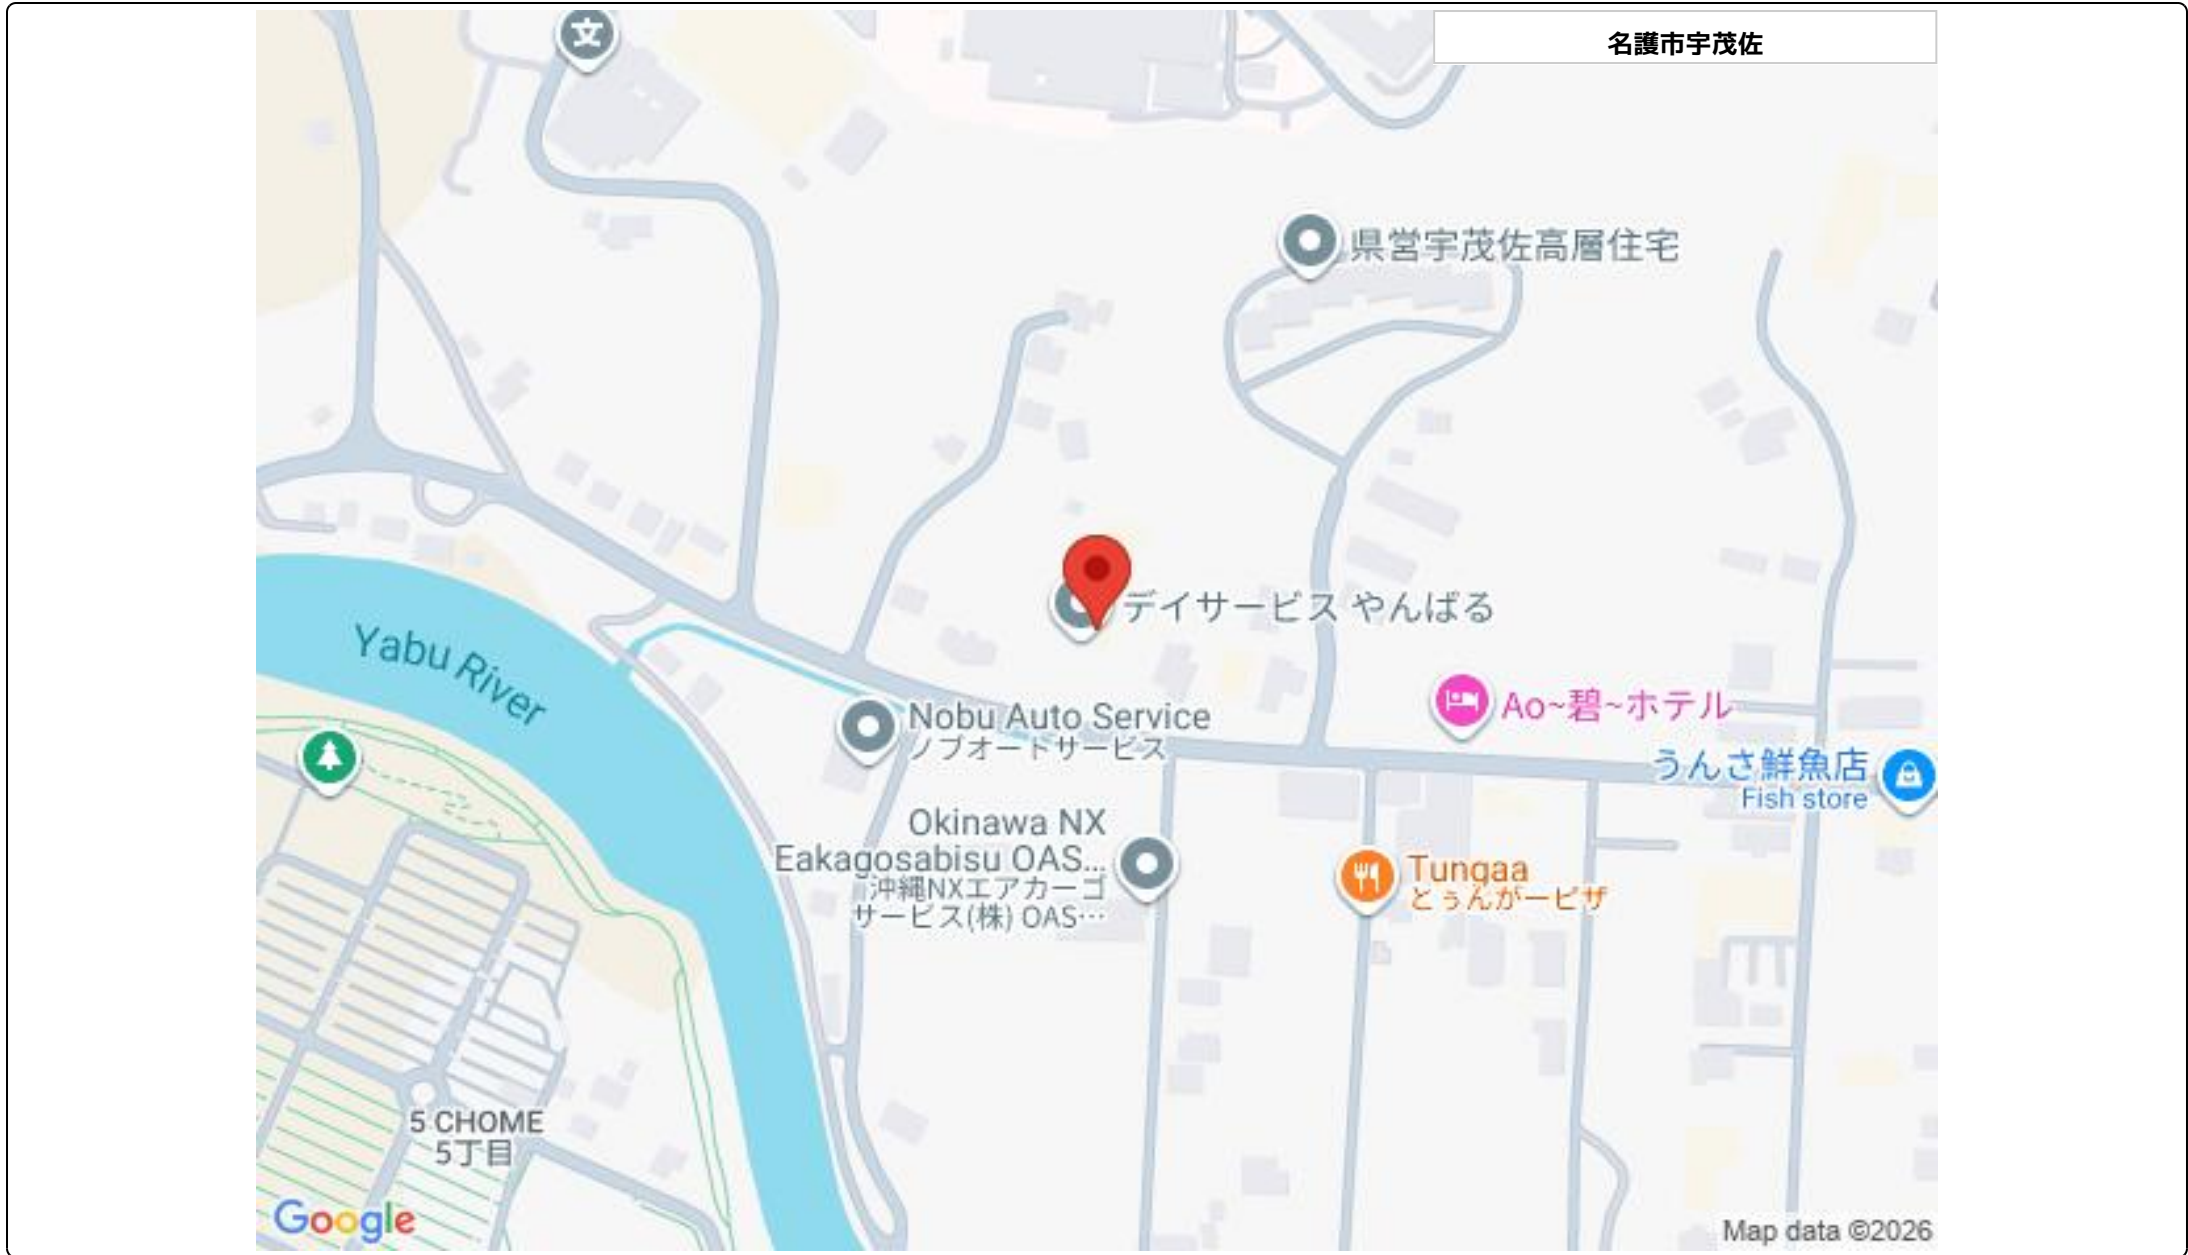 名護市宇茂佐
県営宇茂佐高層住宅
デイサービス やんばる
Yabu River
Nobu Auto Service
ノブオートサービス
Ao~碧~ホテル
うんさ鮮魚店
Fish store
Okinawa NX
Eakagosabisu OAS...
沖縄NXエアカーゴ
サービス(株) OAS…
Tungaa
とぅんがーピザ
5 CHOME
5丁目
Google
Map data ©2026
文